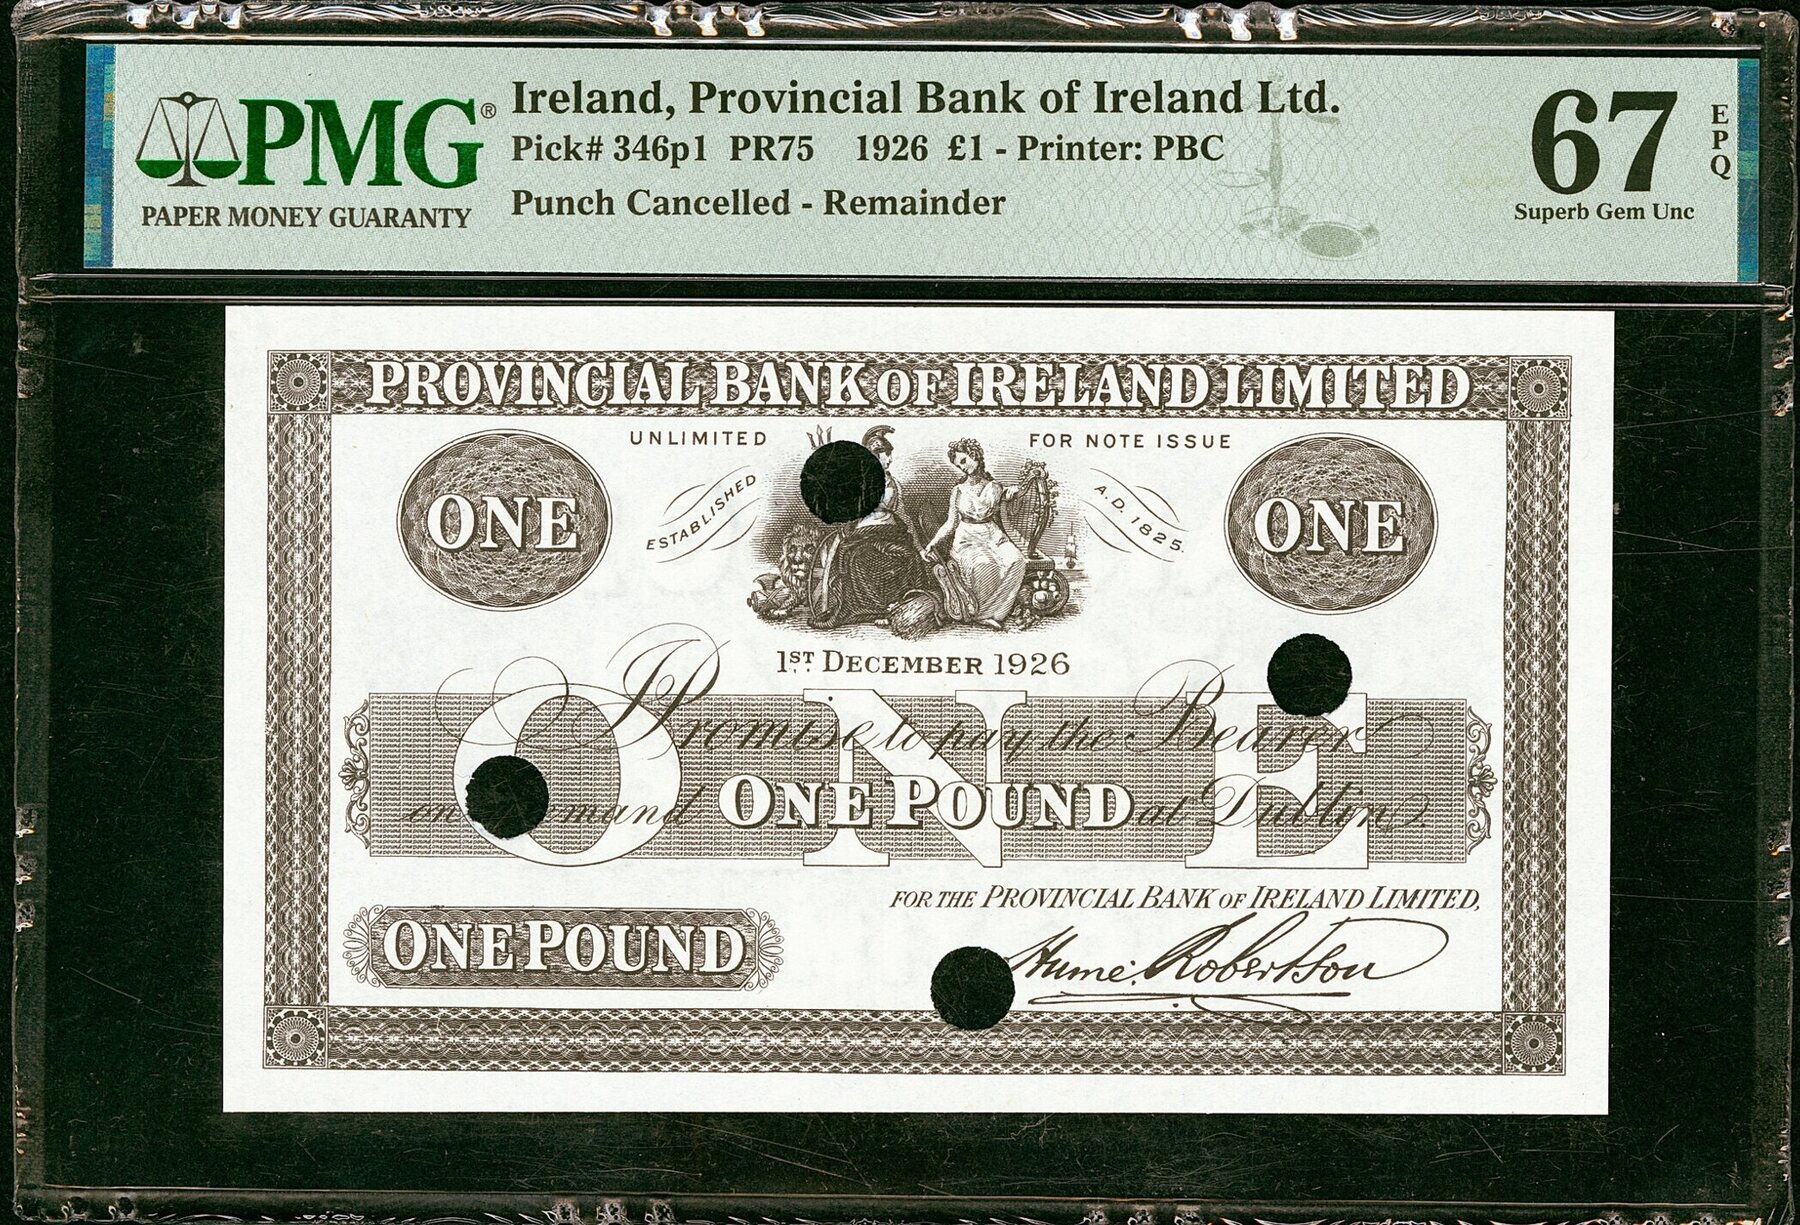 PMG®
PAPER MONEY GUARANTY
Ireland, Provincial Bank of Ireland Ltd.
Pick# 346p1 PR75 1926 £1 - Printer: PBC
Punch Cancelled - Remainder
67
EPQ
Superb Gem Unc
PROVINCIAL BANK OF IRELAND LIMITED
UNLIMITED FOR NOTE ISSUE
ESTABLISHED A.D. 1825.
ONE
ONE
1ST DECEMBER 1926
ONE
I Promise to pay the Bearer
on mand ONE POUND at Dublin
FOR THE PROVINCIAL BANK OF IRELAND LIMITED,
ONE POUND
Hume Robertson